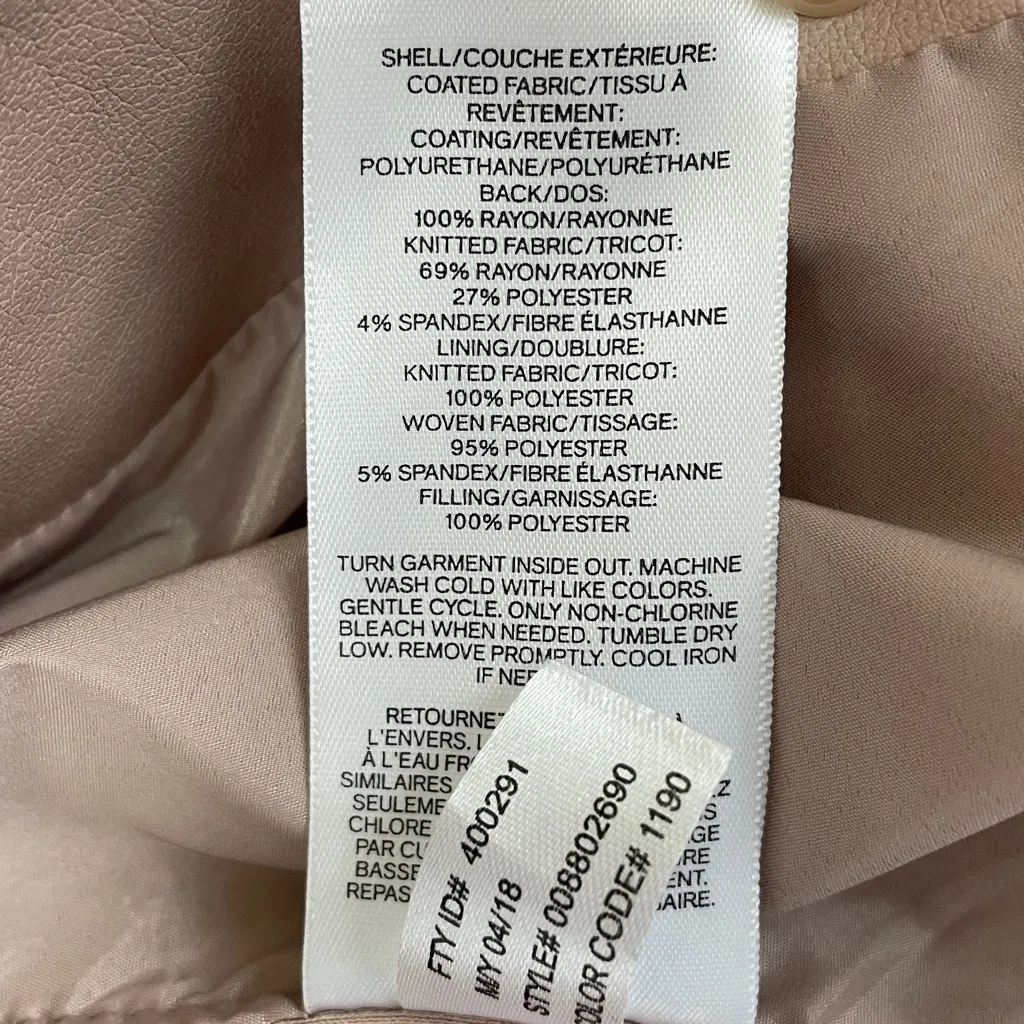 SHELL/COUCHE EXTÉRIEURE:
COATED FABRIC/TISSU À
REVÊTEMENT:
COATING/REVÊTEMENT:
POLYURETHANE/POLYURÉTHANE
BACK/DOS:
100% RAYON/RAYONNE
KNITTED FABRIC/TRICOT:
69% RAYON/RAYONNE
27% POLYESTER
4% SPANDEX/FIBRE ÉLASTHANNE
LINING/DOUBLURE:
KNITTED FABRIC/TRICOT:
100% POLYESTER
WOVEN FABRIC/TISSAGE:
95% POLYESTER
5% SPANDEX/FIBRE ÉLASTHANNE
FILLING/GARNISSAGE:
100% POLYESTER
TURN GARMENT INSIDE OUT. MACHINE
WASH COLD WITH LIKE COLORS.
GENTLE CYCLE. ONLY NON-CHLORINE
BLEACH WHEN NEEDED. TUMBLE DRY
LOW. REMOVE PROMPTLY. COOL IRON
IF
À
L'ENVERS.
À L'EAU
SIMILAIRES
CHLORE
PAR
FTY ID# 400291
M/Y 04/18
STYLE# 008802690
CODE# 1190